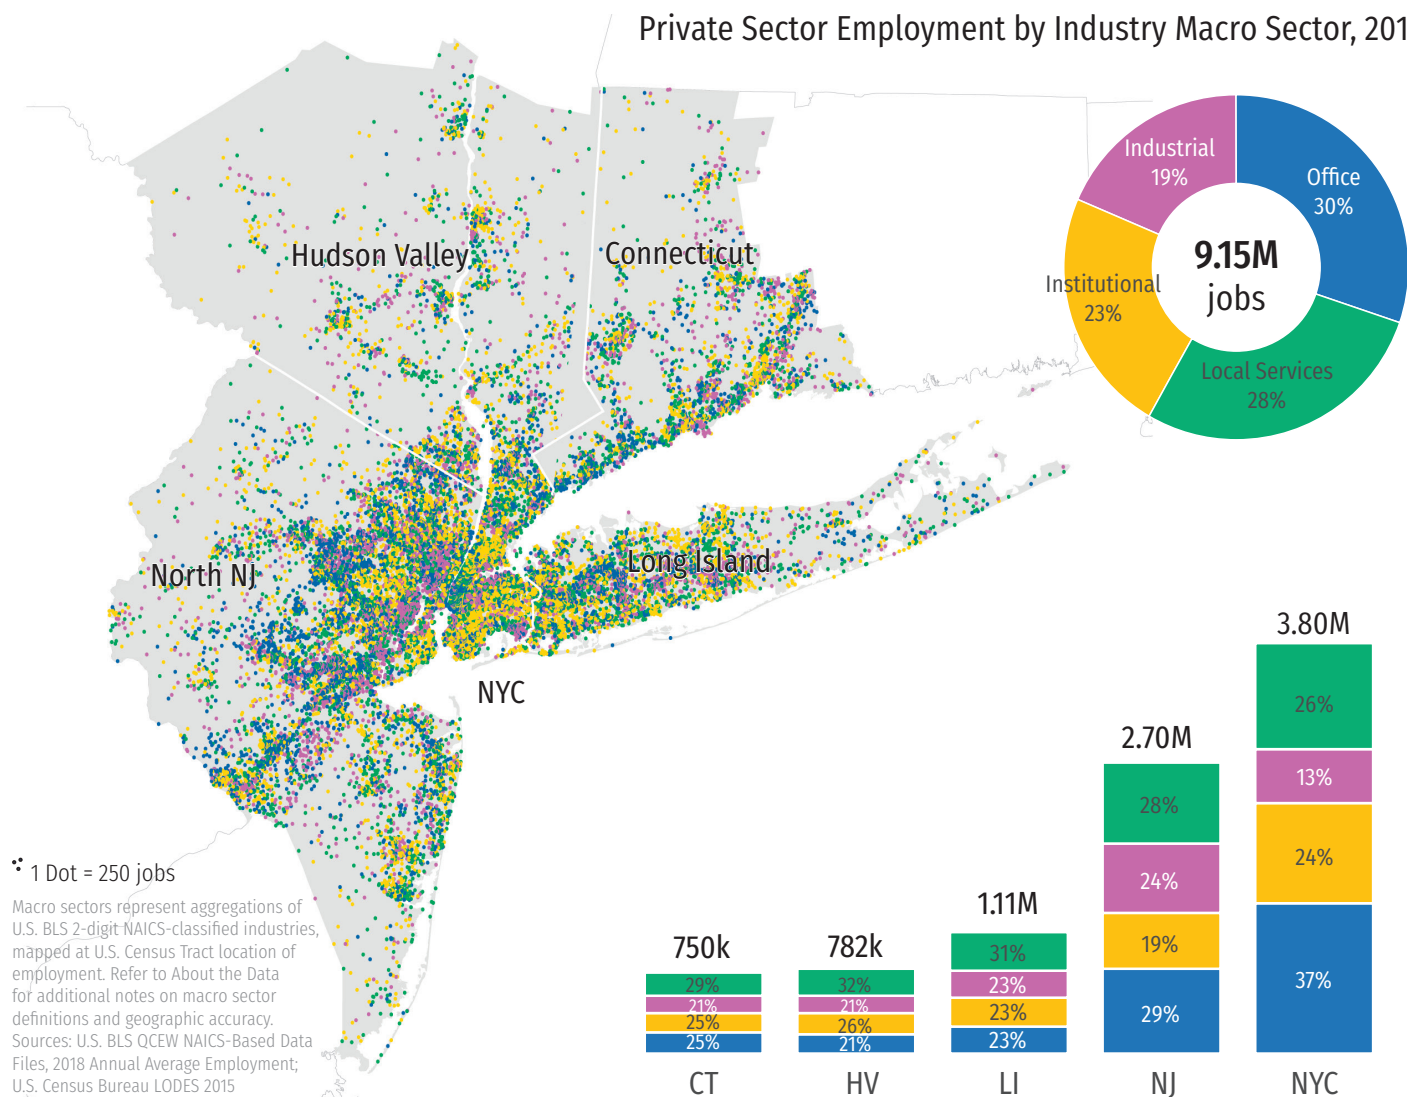 Private Sector Employment by Industry Macro Sector, 201
Industrial
19%
Office
30%
Hudson Valley
Connecticut
9.15M
jobs
Institutional
23%
Local Services
28%
North NJ
Long Island
NYC
1 Dot = 250 jobs
Macro sectors represent aggregations of
U.S. BLS 2-digit NAICS-classified industries,
mapped at U.S. Census Tract location of
employment. Refer to About the Data
for additional notes on macro sector
definitions and geographic accuracy.
Sources: U.S. BLS QCEW NAICS-Based Data
Files, 2018 Annual Average Employment;
U.S. Census Bureau LODES 2015
750k
29%
21%
25%
25%
CT
782k
32%
21%
26%
21%
HV
1.11M
31%
23%
23%
23%
LI
2.70M
28%
24%
19%
29%
NJ
3.80M
26%
13%
24%
37%
NYC